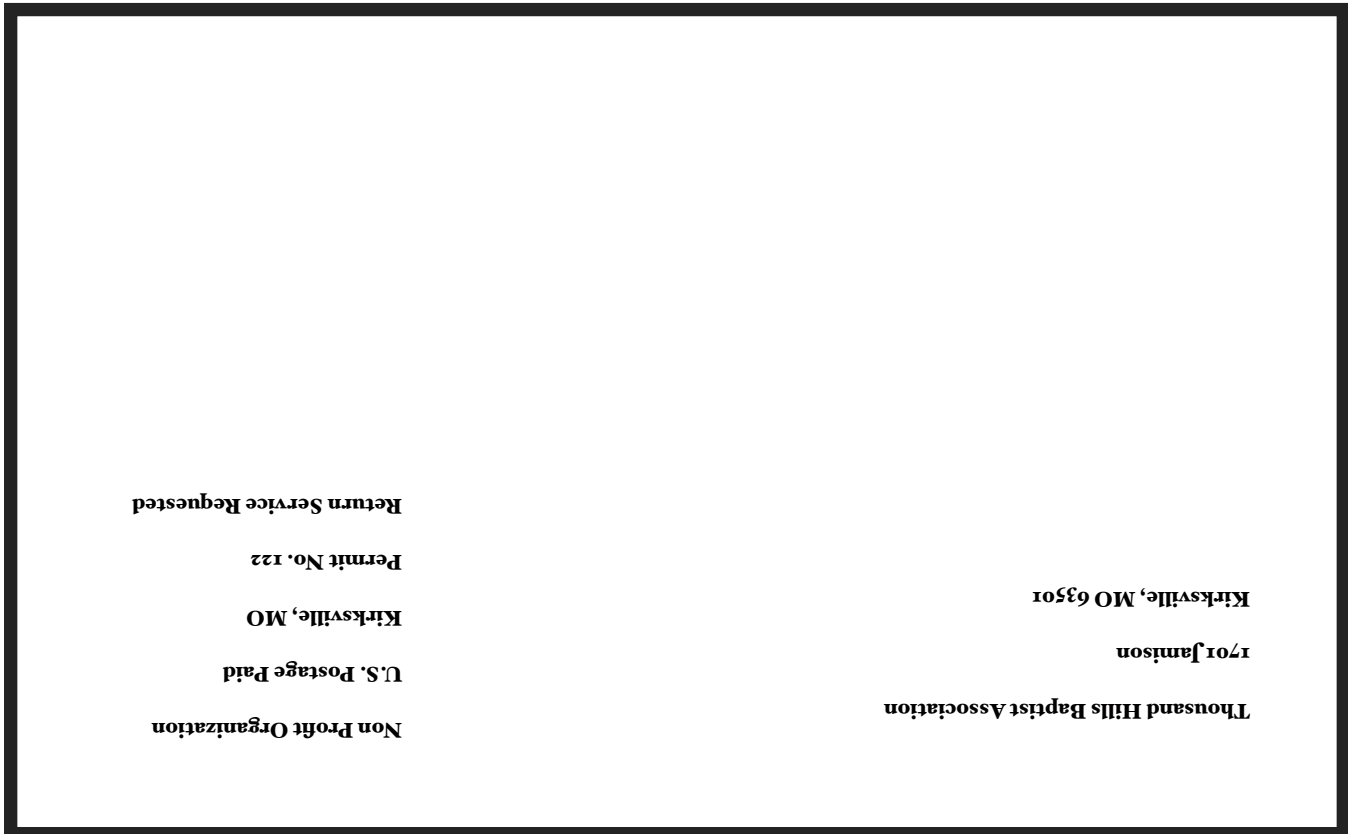 Thousand Hills Baptist Association
1701 Jamison
Kirksville, MO 63501
Non Profit Organization
U.S. Postage Paid
Kirksville, MO
Permit No. 122
Return Service Requested